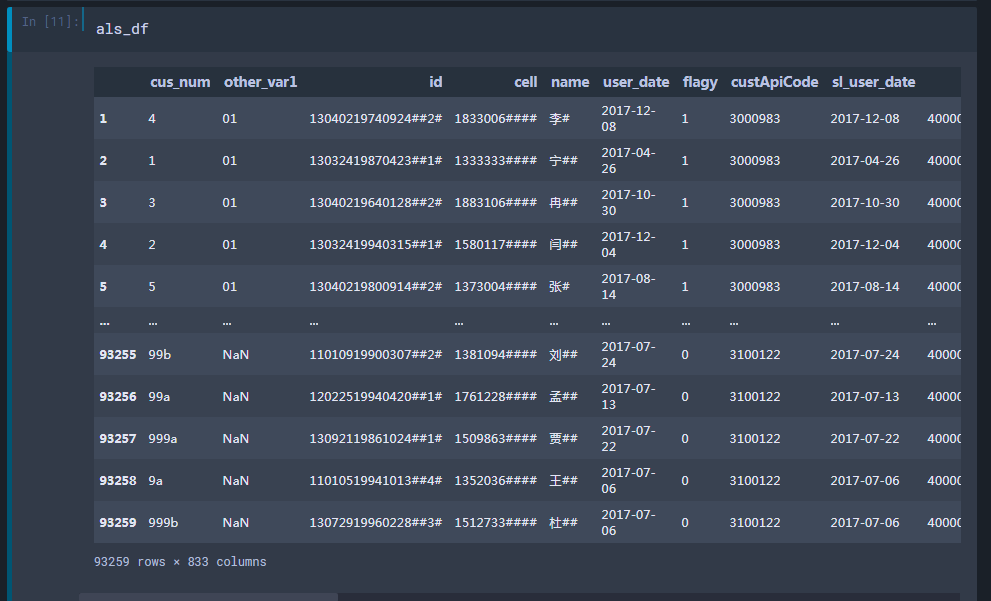 In [11]: als_df
cus_num other_var1 id cell name user_date flagy custApiCode sl_user_date
1 4 01 13040219740924##2# 1833006#### 李# 2017-12-08 1 3000983 2017-12-08 40000
2 1 01 13032419870423##1# 1333333#### 宁## 2017-04-26 1 3000983 2017-04-26 40000
3 3 01 13040219640128##2# 1883106#### 冉## 2017-10-30 1 3000983 2017-10-30 40000
4 2 01 13032419940315##1# 1580117#### 闫## 2017-12-04 1 3000983 2017-12-04 40000
5 5 01 13040219800914##2# 1373004#### 张# 2017-08-14 1 3000983 2017-08-14 40000
... ... ... ... ... ... ... ... ... ... ...
93255 99b NaN 11010919900307##2# 1381094#### 刘## 2017-07-24 0 3100122 2017-07-24 40000
93256 99a NaN 12022519940420##1# 1761228#### 孟## 2017-07-13 0 3100122 2017-07-13 40000
93257 999a NaN 13092119861024##1# 1509863#### 贾## 2017-07-22 0 3100122 2017-07-22 40000
93258 9a NaN 11010519941013##4# 1352036#### 王## 2017-07-06 0 3100122 2017-07-06 40000
93259 999b NaN 13072919960228##3# 1512733#### 杜## 2017-07-06 0 3100122 2017-07-06 40000
93259 rows × 833 columns